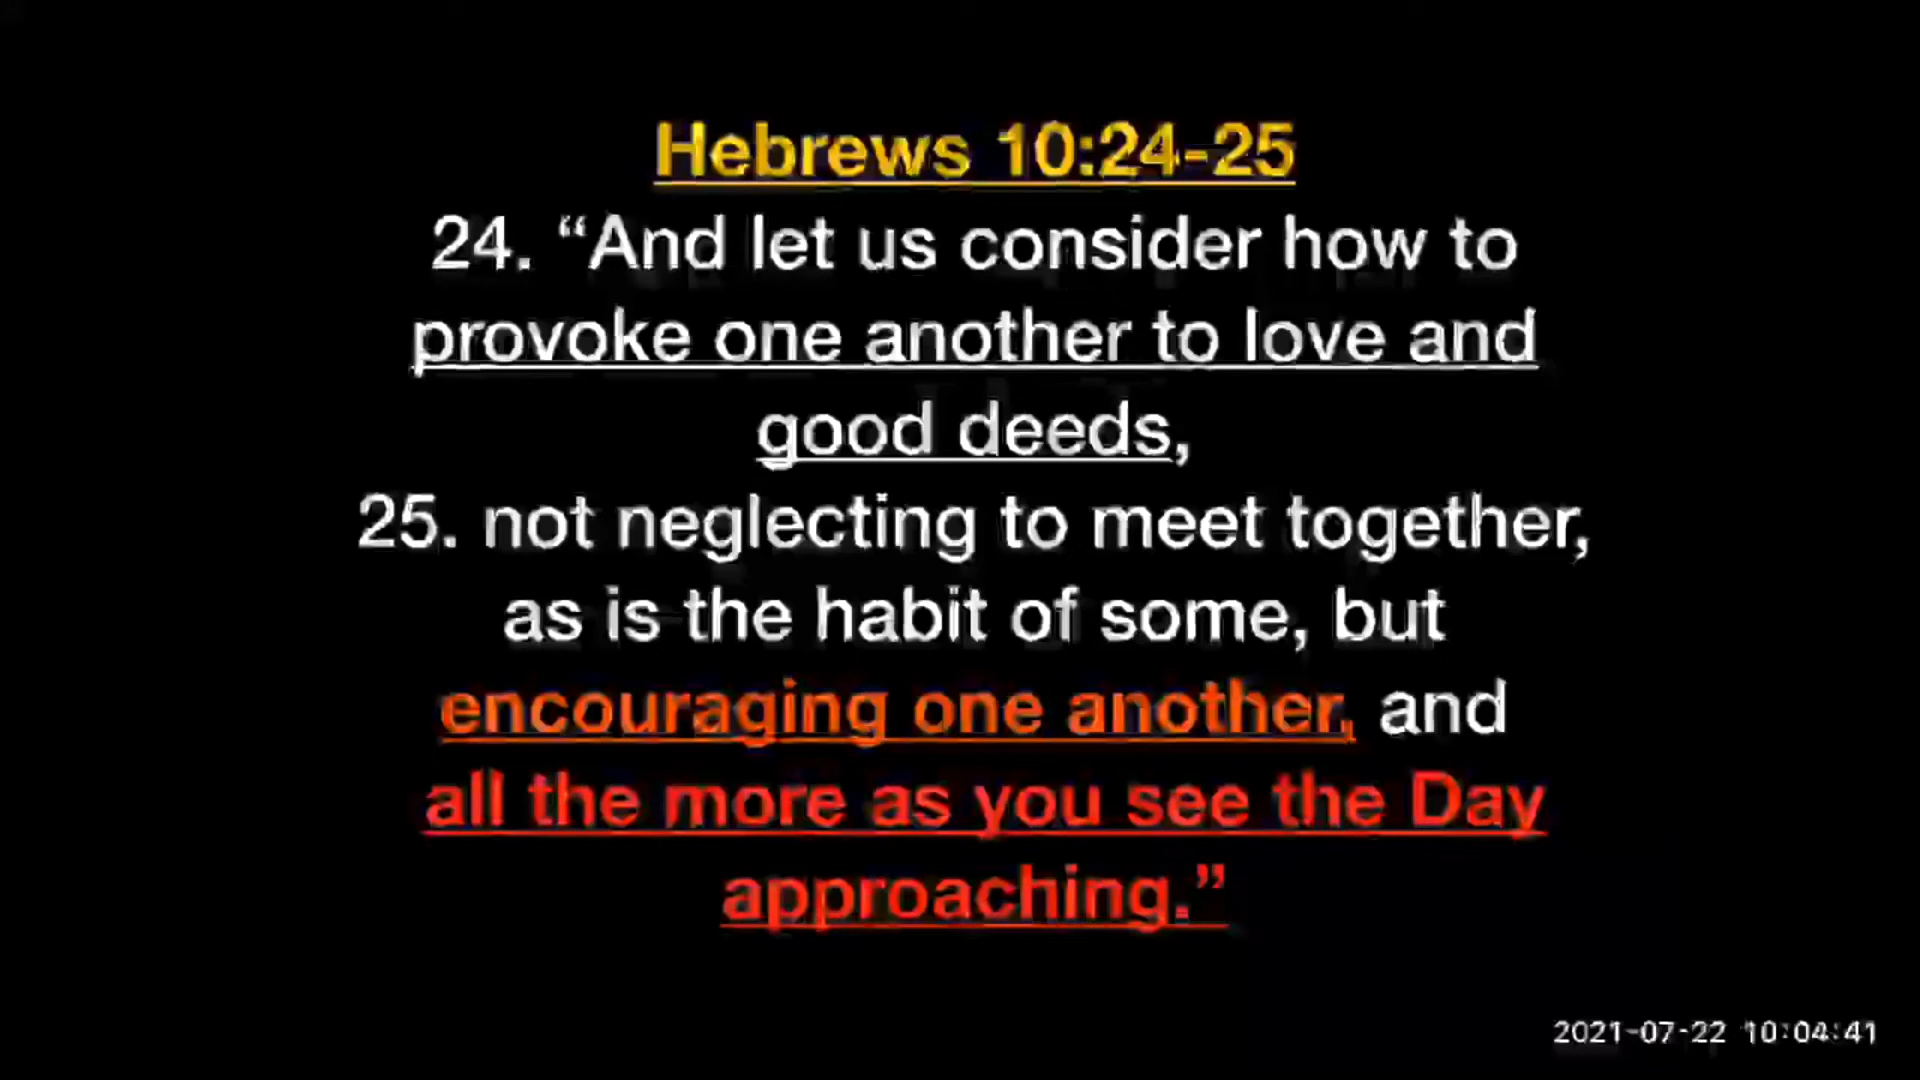 Hebrews 10:24-25
24. “And let us consider how to
provoke one another to love and
good deeds,
25. not neglecting to meet together,
as is the habit of some, but
encouraging one another, and
all the more as you see the Day
approaching.”
2021-07-22 10:04:41